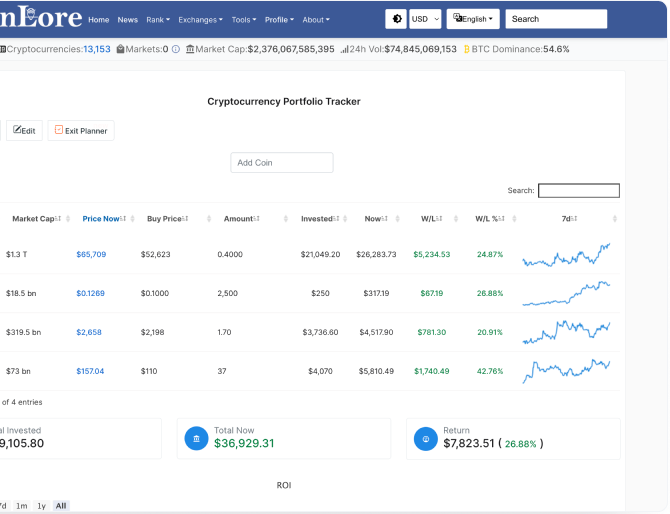 nLore Home News Rank Exchanges Tools Profile About USD English Search
Cryptocurrencies:13,153 Markets:0 Market Cap:$2,376,067,585,395 24h Vol:$74,845,069,153 BTC Dominance:54.6%
Cryptocurrency Portfolio Tracker
Edit Exit Planner
Add Coin
Search:
Market Cap Price Now Buy Price Amount Invested Now W/L W/L % 7d
$1.3 T $65,709 $52,623 0.4000 $21,049.20 $26,283.73 $5,234.53 24.87%
$18.5 bn $0.1269 $0.1000 2,500 $250 $317.19 $67.19 26.88%
$319.5 bn $2,658 $2,198 1.70 $3,736.60 $4,517.90 $781.30 20.91%
$73 bn $157.04 $110 37 $4,070 $5,810.49 $1,740.49 42.76%
of 4 entries
al Invested Total Now Return
9,105.80 $36,929.31 $7,823.51 ( 26.88% )
ROI
7d 1m 1y All